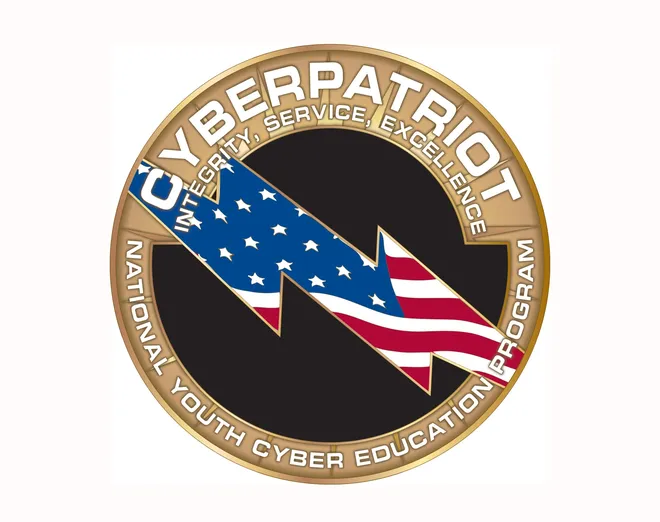 CYBERPATRIOT
INTEGRITY, SERVICE, EXCELLENCE
NATIONAL YOUTH CYBER EDUCATION PROGRAM